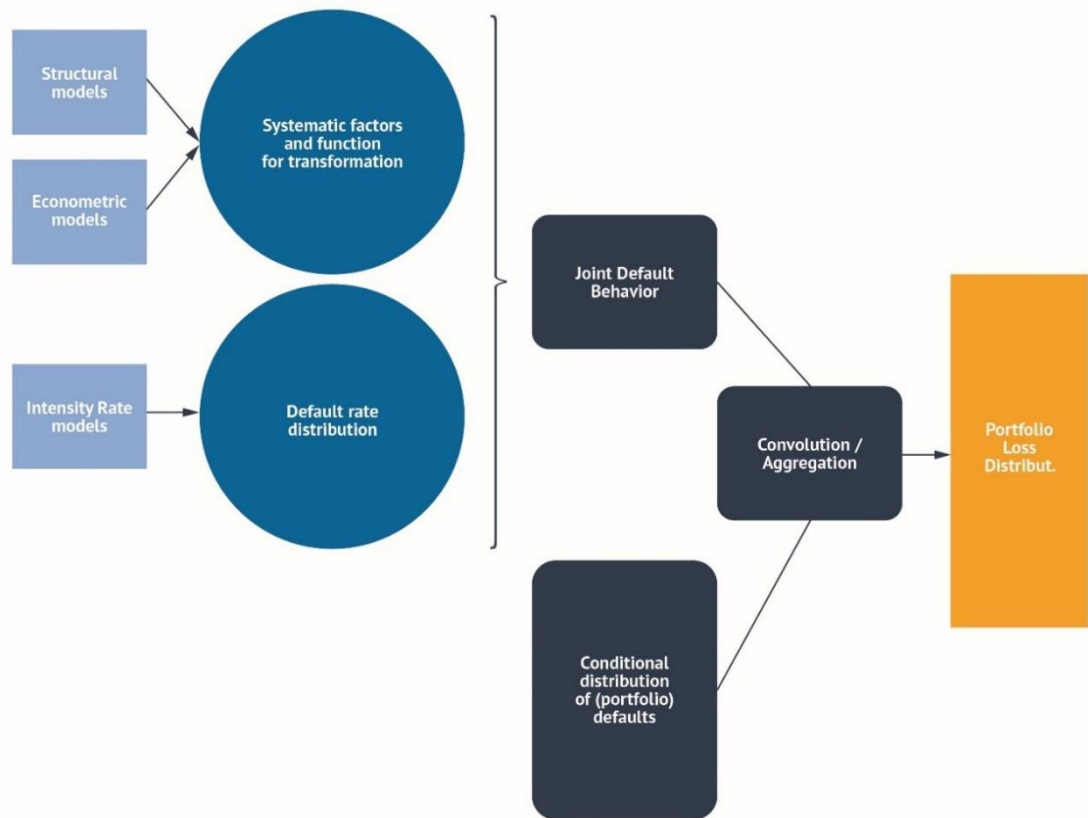 Structural
models
Systematic factors
and function
for transformation
Econometric
models
Joint Default
Behavior
Intensity Rate
models
Default rate
distribution
Convolution /
Aggregation
Portfolio
Loss
Distribut.
Conditional
distribution
of (portfolio)
defaults